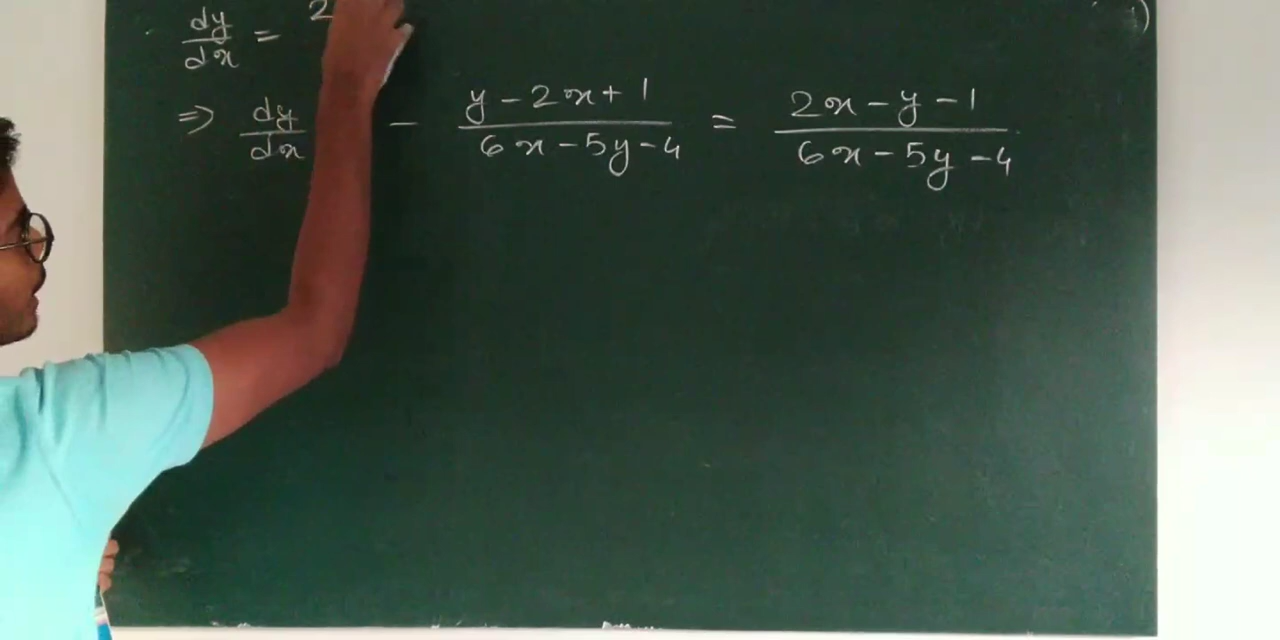 dy/dx = 2
⇒ dy/dx - (y - 2x + 1)/(6x - 5y - 4) = (2x - y - 1)/(6x - 5y - 4)